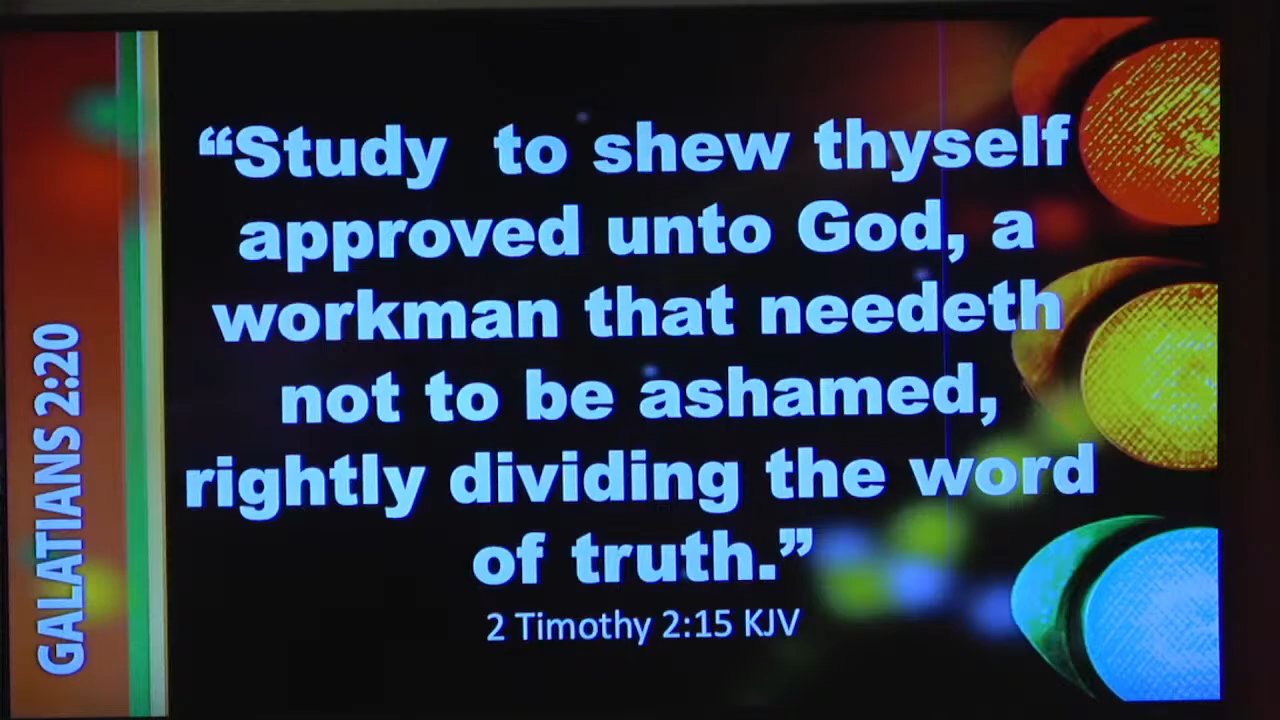 GALATIANS 2:20
“Study to shew thyself
approved unto God, a
workman that needeth
not to be ashamed,
rightly dividing the word
of truth.”
2 Timothy 2:15 KJV